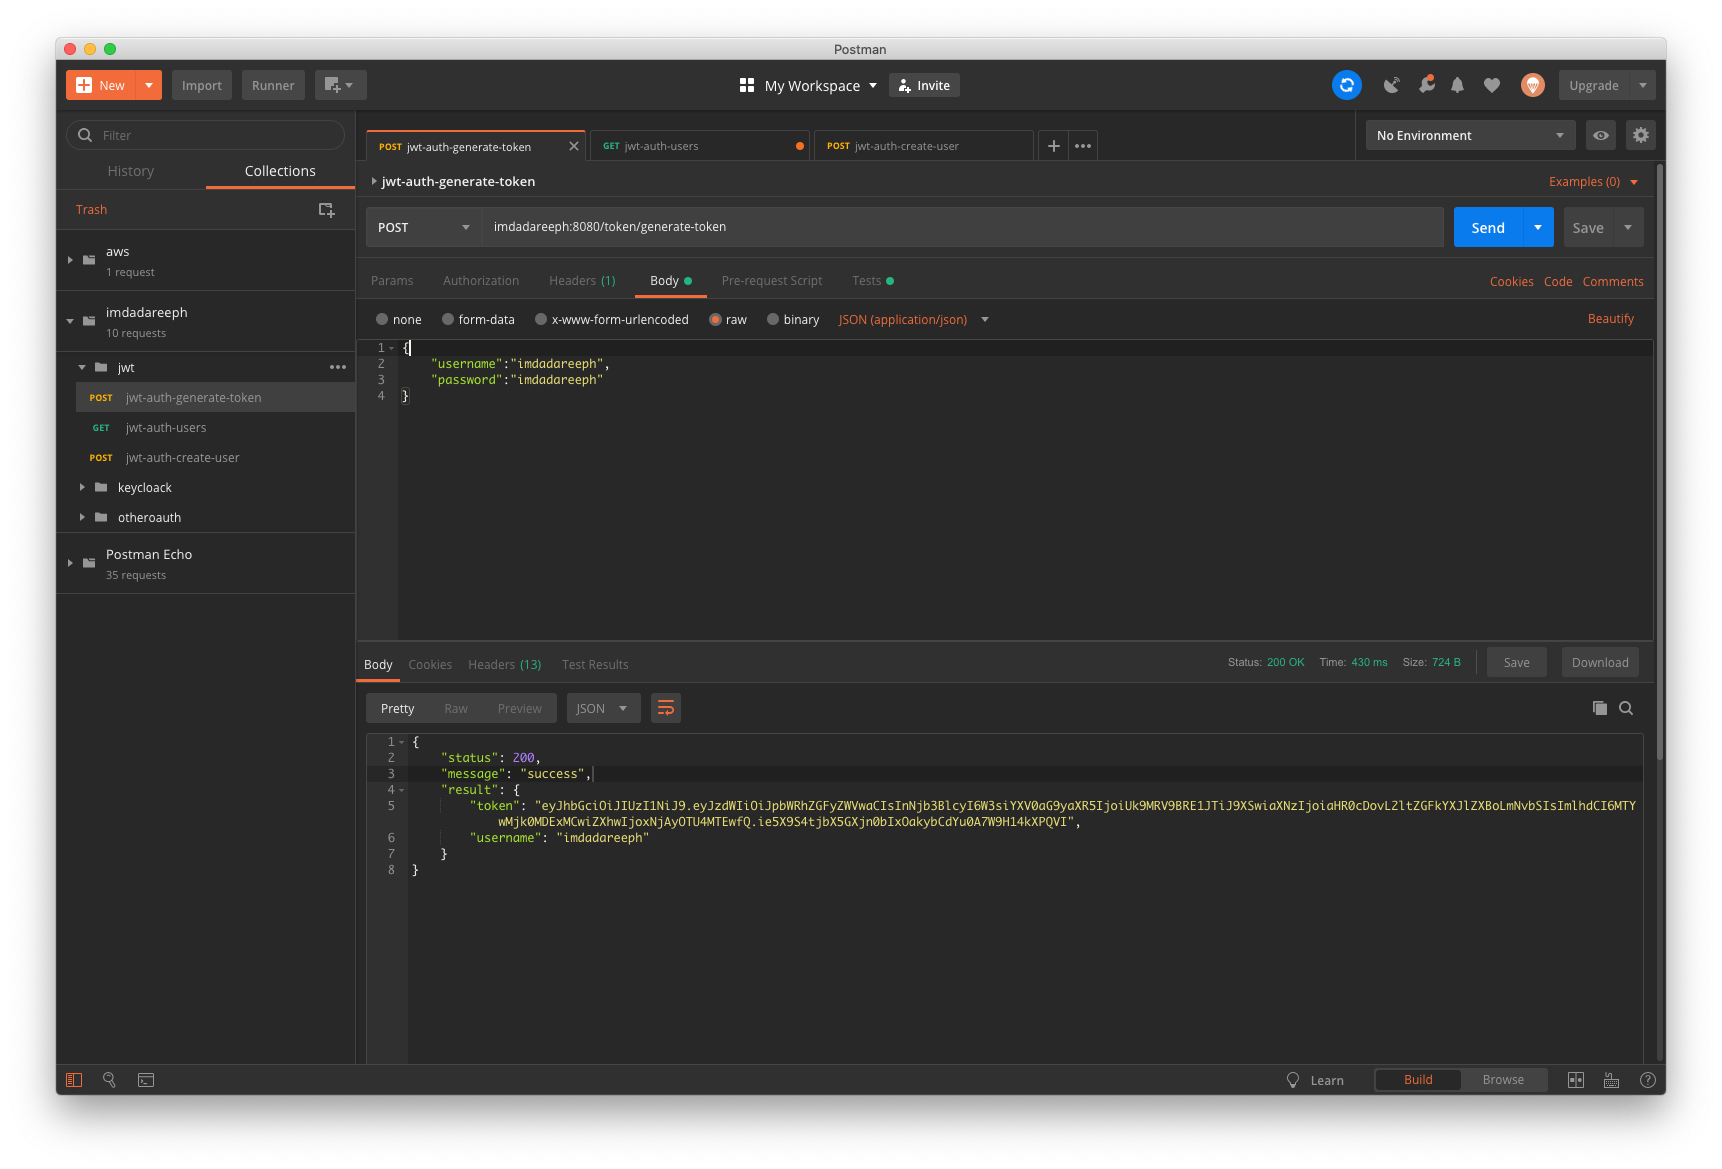 Postman
New
Import
Runner
My Workspace
Invite
Upgrade
Filter
History
Collections
Trash
aws
1 request
imdadareeph
10 requests
jwt
POST jwt-auth-generate-token
GET jwt-auth-users
POST jwt-auth-create-user
keycloack
otheroauth
Postman Echo
35 requests
POST jwt-auth-generate-token
GET jwt-auth-users
POST jwt-auth-create-user
No Environment
jwt-auth-generate-token
Examples (0)
POST
imdadareeph:8080/token/generate-token
Send
Save
Params
Authorization
Headers (1)
Body
Pre-request Script
Tests
Cookies
Code
Comments
none
form-data
x-www-form-urlencoded
raw
binary
JSON (application/json)
Beautify
1 {
2 "username":"imdadareeph",
3 "password":"imdadareeph"
4 }
Body
Cookies
Headers (13)
Test Results
Status: 200 OK
Time: 430 ms
Size: 724 B
Save
Download
Pretty
Raw
Preview
JSON
1 {
2 "status": 200,
3 "message": "success",
4 "result": {
5 "token": "eyJhbGciOiJIUzI1NiJ9.eyJzdWIiOiJpbWRhZGFyZWVwaCIsInNjb3BlcyI6W3siYXV0aG9yaXR5IjoiUk9MRV9BRE1JTiJ9XSwiaXNzIjoiaHR0cDovL2ltZGFkYXJlZXBoLmNvbSIsImlhdCI6MTY
wMjk0MDExMCwiZXhwIjoxNjAyOTU4MTEwfQ.ie5X9S4tjbX5GXjn0bIxOakybCdYu0A7W9H14kXPQVI",
6 "username": "imdadareeph"
7 }
8 }
Learn
Build
Browse